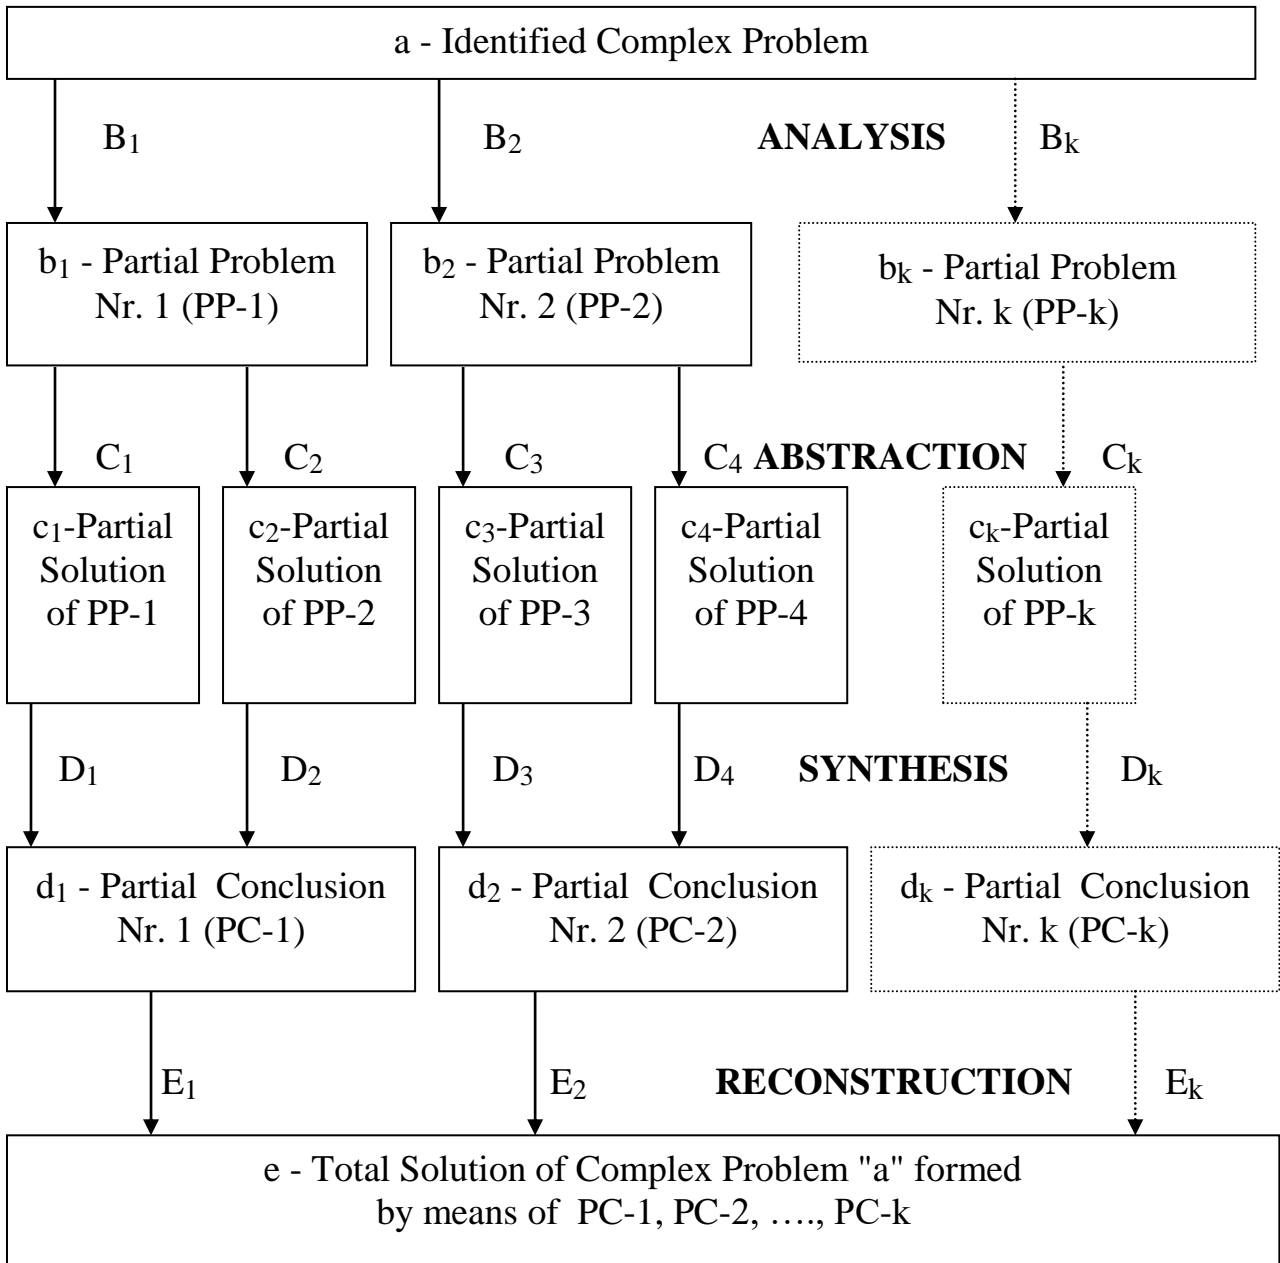 a - Identified Complex Problem
B₁
B₂
ANALYSIS
Bₖ
b₁ - Partial Problem
Nr. 1 (PP-1)
b₂ - Partial Problem
Nr. 2 (PP-2)
bₖ - Partial Problem
Nr. k (PP-k)
C₁
C₂
C₃
C₄
ABSTRACTION
Cₖ
c₁-Partial
Solution
of PP-1
c₂-Partial
Solution
of PP-2
c₃-Partial
Solution
of PP-3
c₄-Partial
Solution
of PP-4
cₖ-Partial
Solution
of PP-k
D₁
D₂
D₃
D₄
SYNTHESIS
Dₖ
d₁ - Partial Conclusion
Nr. 1 (PC-1)
d₂ - Partial Conclusion
Nr. 2 (PC-2)
dₖ - Partial Conclusion
Nr. k (PC-k)
E₁
E₂
RECONSTRUCTION
Eₖ
e - Total Solution of Complex Problem "a" formed
by means of PC-1, PC-2, …., PC-k